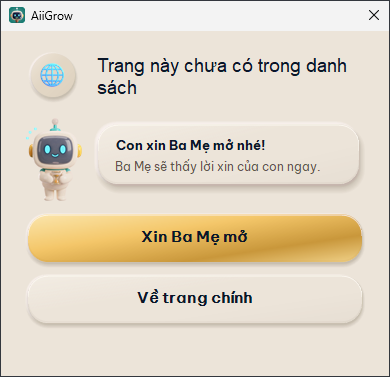 AiiGrow
Trang này chưa có trong danh
sách
Con xin Ba Mẹ mở nhé!
Ba Mẹ sẽ thấy lời xin của con ngay.
Xin Ba Mẹ mở
Về trang chính